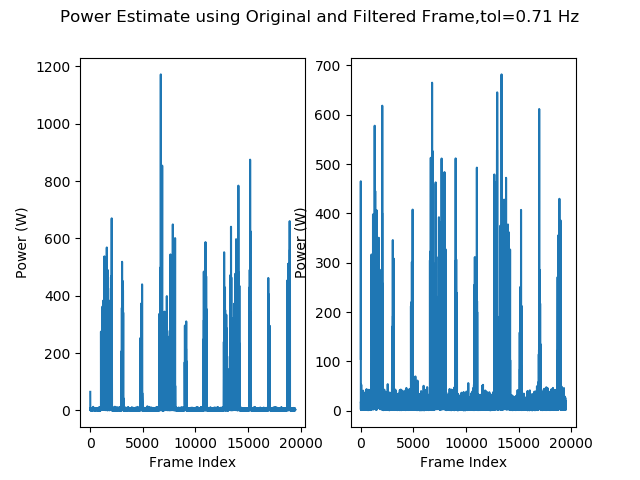 Power Estimate using Original and Filtered Frame,tol=0.71 Hz
1200
1000
800
600
400
200
0
Power (W)
0 5000 10000 15000 20000
Frame Index
700
600
500
400
300
200
100
0
Power (W)
0 5000 10000 15000 20000
Frame Index